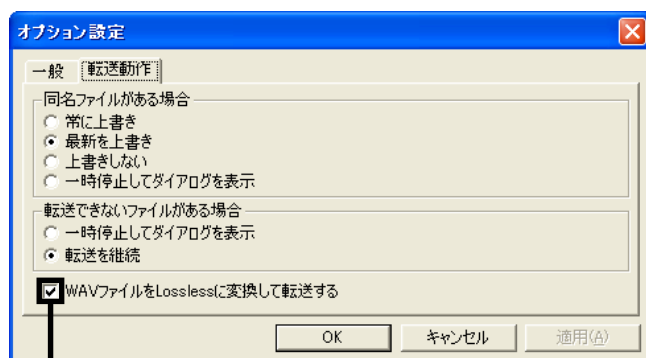 オプション設定
一般 転送動作
同名ファイルがある場合
常に上書き
最新を上書き
上書きしない
一時停止してダイアログを表示
転送できないファイルがある場合
一時停止してダイアログを表示
転送を継続
WAVファイルをLosslessに変換して転送する
OK キャンセル 適用(A)